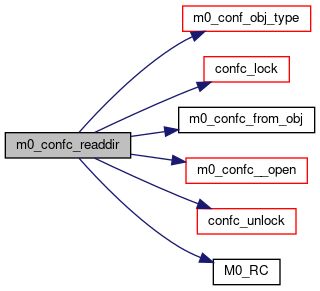 m0_conf_obj_type
confc_lock
m0_confc_from_obj
m0_confc_readdir
m0_confc__open
confc_unlock
M0_RC